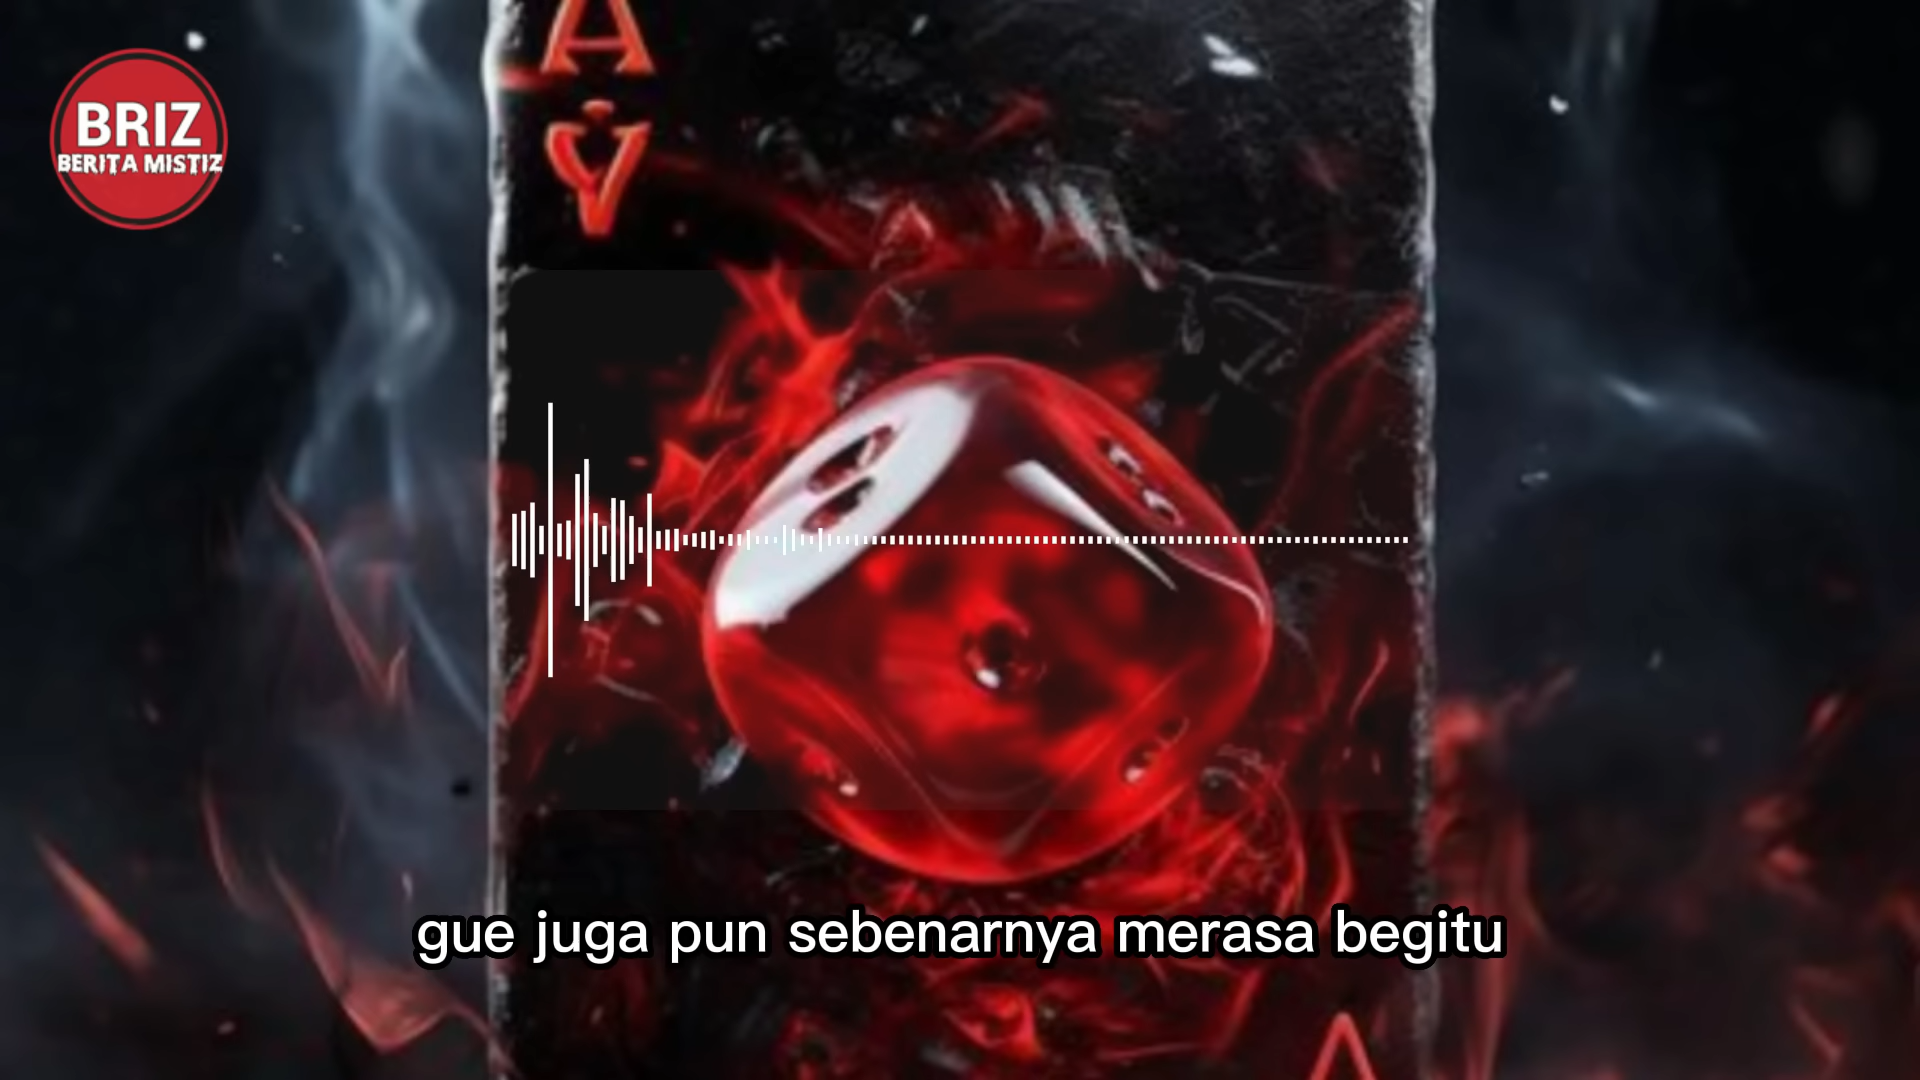 A
A
BRIZ
BERITA MISTIZ
gue juga pun sebenarnya merasa begitu
A